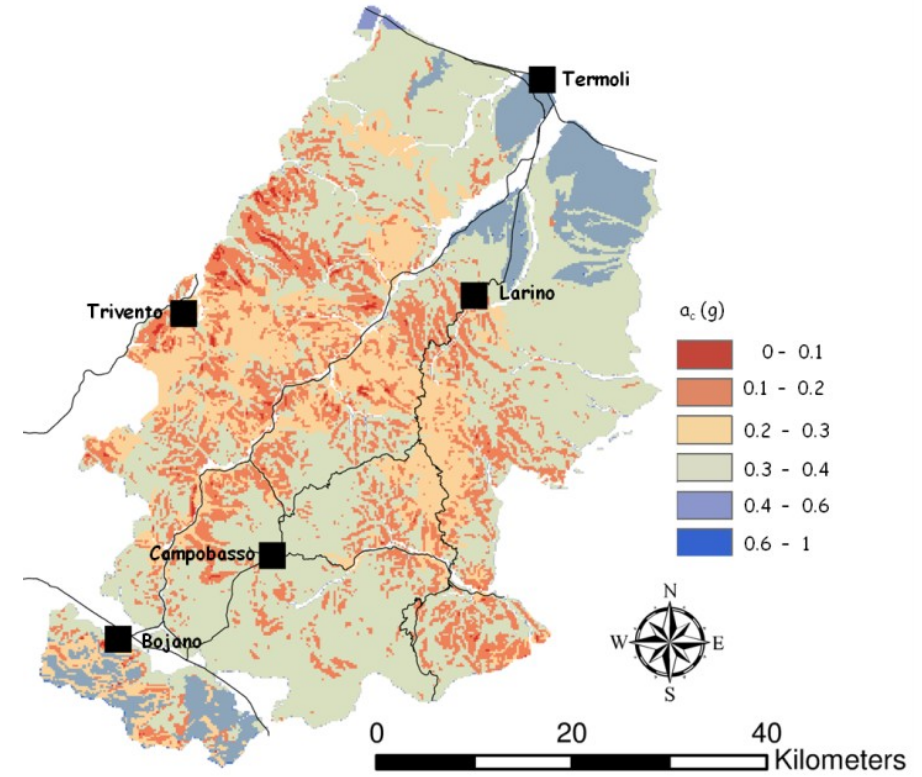 Termoli
Larino
Trivento
Campobasso
Bojano
a_c (g)
0 - 0.1
0.1 - 0.2
0.2 - 0.3
0.3 - 0.4
0.4 - 0.6
0.6 - 1
N
W E
S
0 20 40
Kilometers